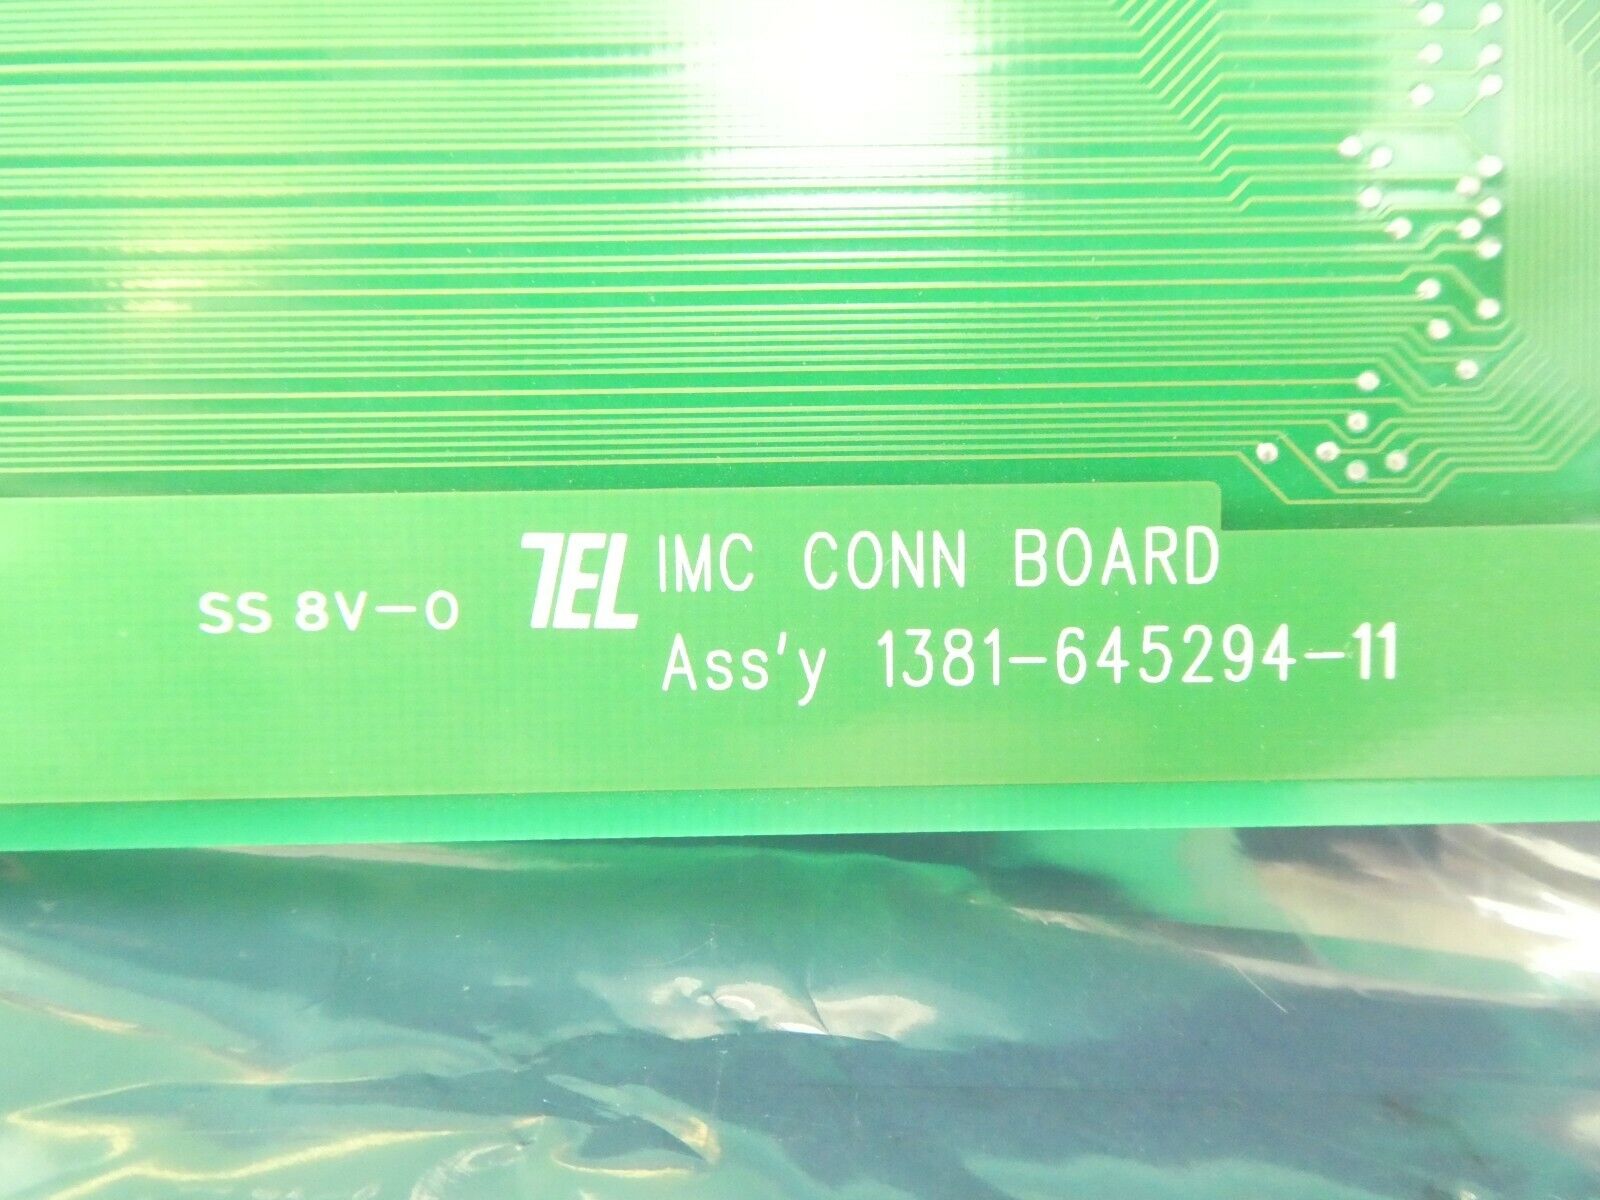 SS 8V-0
TEL IMC CONN BOARD
Ass'y 1381-645294-11